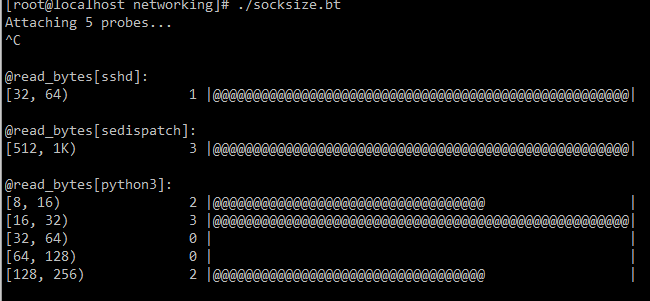 [root@localhost networking]# ./socksize.bt
Attaching 5 probes...
^C
@read_bytes[sshd]:
[32, 64)               1 |@@@@@@@@@@@@@@@@@@@@@@@@@@@@@@@@@@@@@@@@@@@@@@@@@@@@|
@read_bytes[sedispatch]:
[512, 1K)              3 |@@@@@@@@@@@@@@@@@@@@@@@@@@@@@@@@@@@@@@@@@@@@@@@@@@@@|
@read_bytes[python3]:
[8, 16)                2 |@@@@@@@@@@@@@@@@@@@@@@@@@@@@@@@@@@                  |
[16, 32)               3 |@@@@@@@@@@@@@@@@@@@@@@@@@@@@@@@@@@@@@@@@@@@@@@@@@@@@|
[32, 64)               0 |                                                    |
[64, 128)              0 |                                                    |
[128, 256)             2 |@@@@@@@@@@@@@@@@@@@@@@@@@@@@@@@@@@                  |